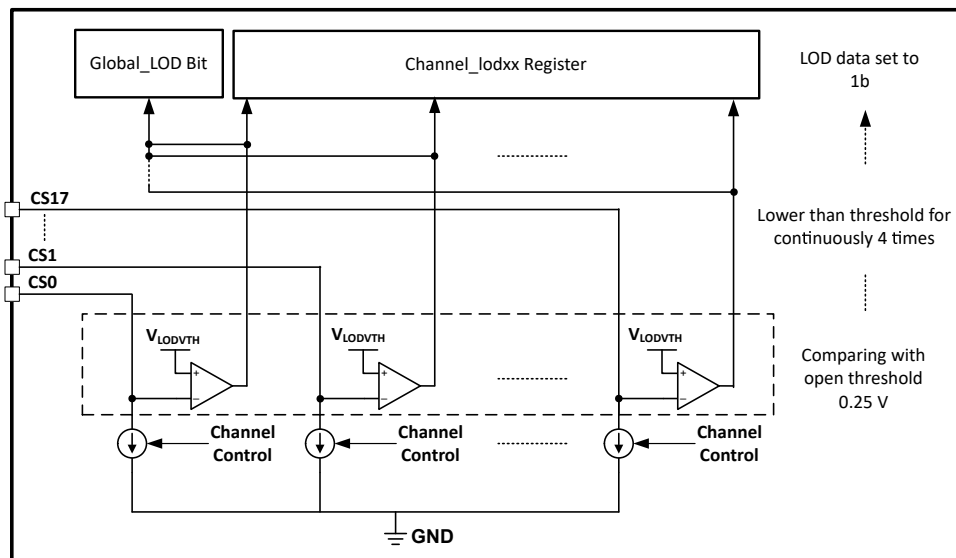 Global_LOD Bit
Channel_lodxx Register
LOD data set to
1b
CS17
CS1
CS0
Lower than threshold for
continuously 4 times
VLODVTH
VLODVTH
VLODVTH
+
−
+
−
+
−
Comparing with
open threshold
0.25 V
Channel
Control
Channel
Control
Channel
Control
GND